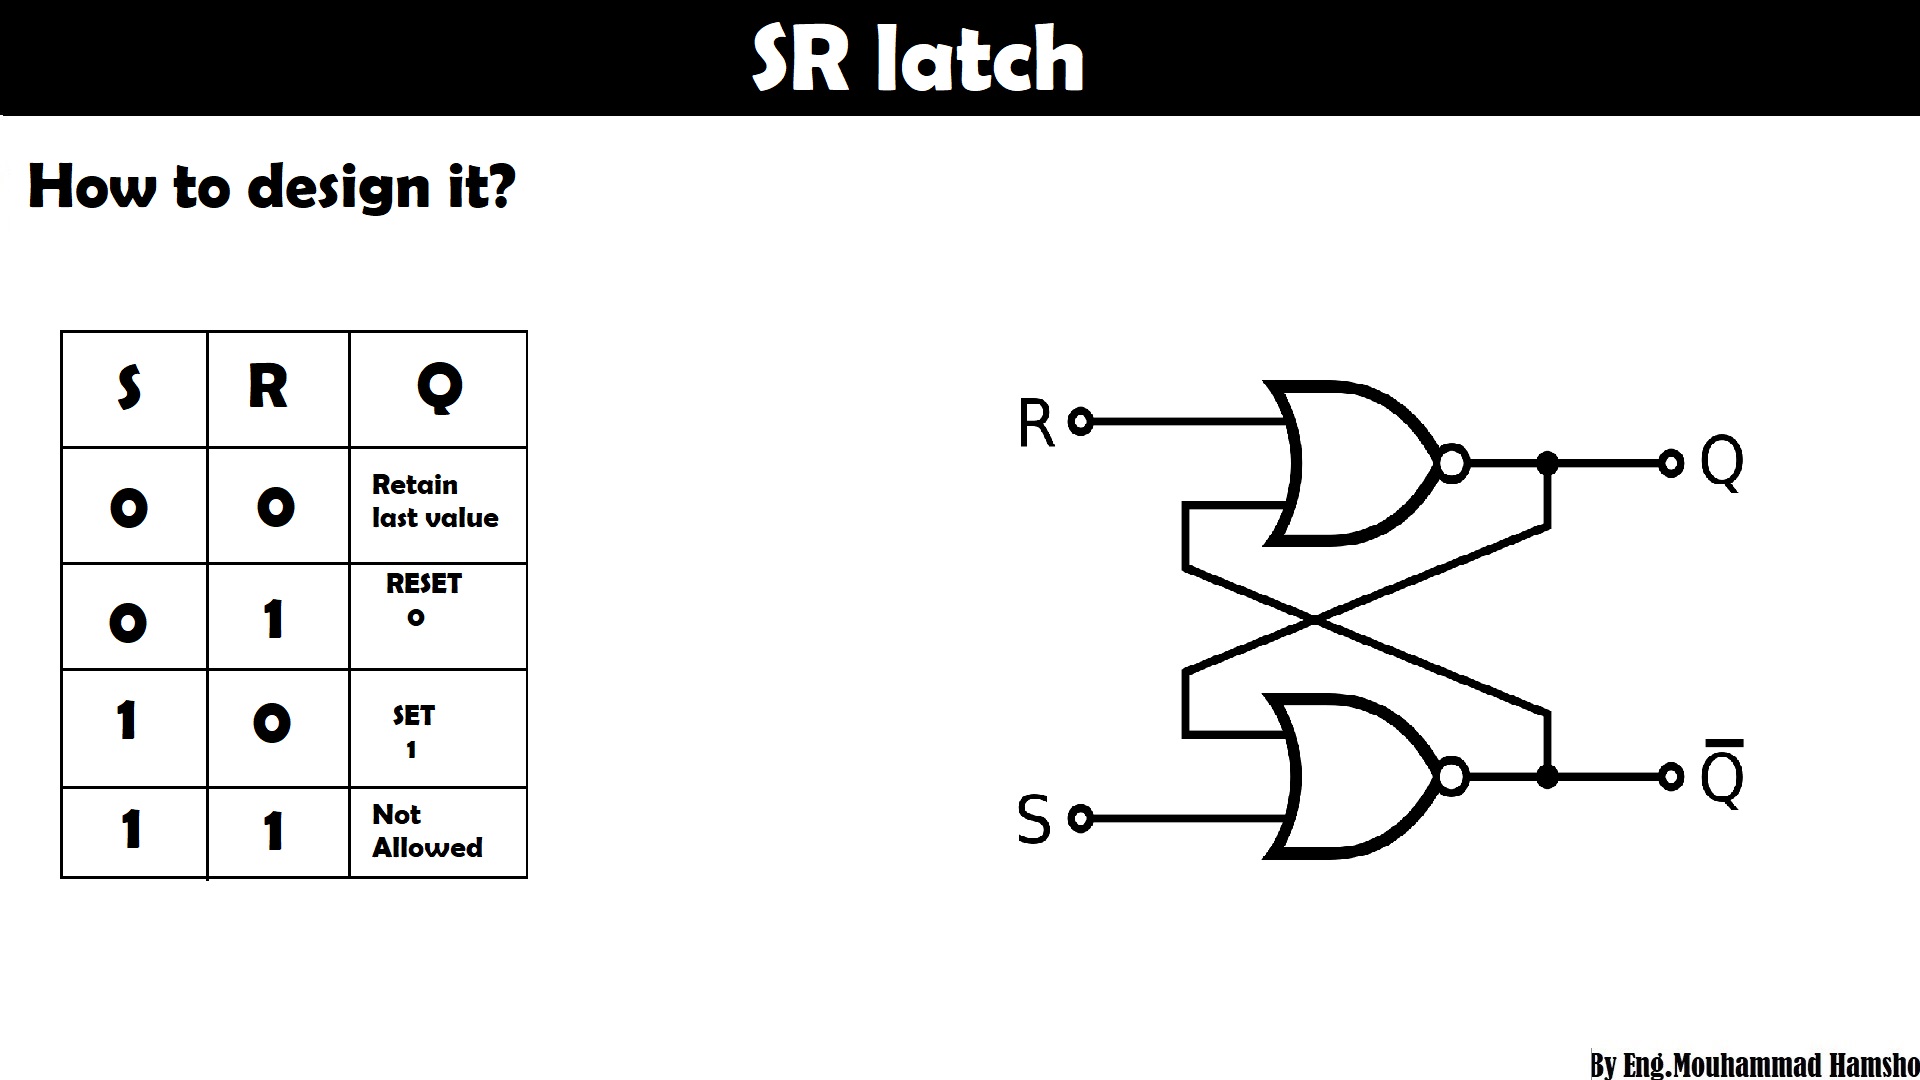 SR latch
How to design it?
S R Q
0 0 Retain
last value
0 1 RESET
0
1 0 SET
1
1 1 Not
Allowed
R
Q
S
Q̅
By Eng.Mouhammad Hamsho